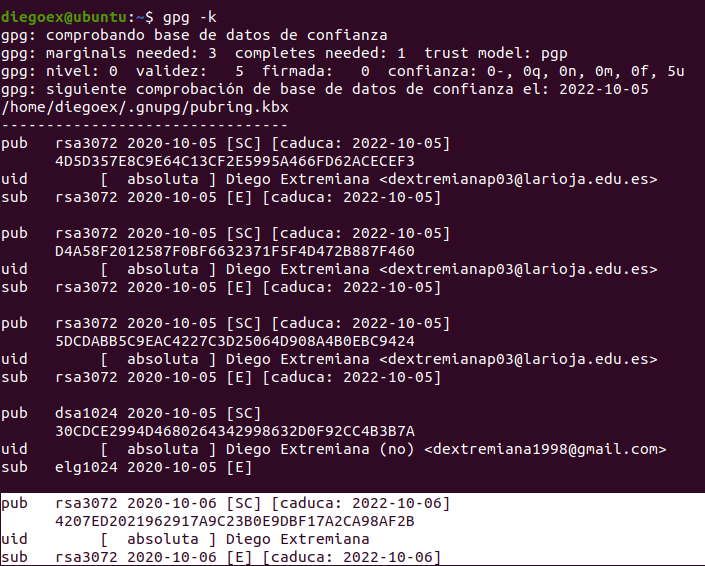 diegoex@ubuntu:~$ gpg -k
gpg: comprobando base de datos de confianza
gpg: marginals needed: 3  completes needed: 1  trust model: pgp
gpg: nivel: 0  validez:   5  firmada:   0  confianza: 0-, 0q, 0n, 0m, 0f, 5u
gpg: siguiente comprobación de base de datos de confianza el: 2022-10-05
/home/diegoex/.gnupg/pubring.kbx
--------------------------------
pub   rsa3072 2020-10-05 [SC] [caduca: 2022-10-05]
      4D5D357E8C9E64C13CF2E5995A466FD62ACECEF3
uid        [  absoluta ] Diego Extremiana <dextremianap03@larioja.edu.es>
sub   rsa3072 2020-10-05 [E] [caduca: 2022-10-05]

pub   rsa3072 2020-10-05 [SC] [caduca: 2022-10-05]
      D4A58F2012587F0BF6632371F5F4D472B887F460
uid        [  absoluta ] Diego Extremiana <dextremianap03@larioja.edu.es>
sub   rsa3072 2020-10-05 [E] [caduca: 2022-10-05]

pub   rsa3072 2020-10-05 [SC] [caduca: 2022-10-05]
      5DCDABB5C9EAC4227C3D25064D908A4B0EBC9424
uid        [  absoluta ] Diego Extremiana <dextremianap03@larioja.edu.es>
sub   rsa3072 2020-10-05 [E] [caduca: 2022-10-05]

pub   dsa1024 2020-10-05 [SC]
      30CDCE2994D4680264342998632D0F92CC4B3B7A
uid        [  absoluta ] Diego Extremiana (no) <dextremiana1998@gmail.com>
sub   elg1024 2020-10-05 [E]

pub   rsa3072 2020-10-06 [SC] [caduca: 2022-10-06]
      4207ED2021962917A9C23B0E9DBF17A2CA98AF2B
uid        [  absoluta ] Diego Extremiana
sub   rsa3072 2020-10-06 [E] [caduca: 2022-10-06]